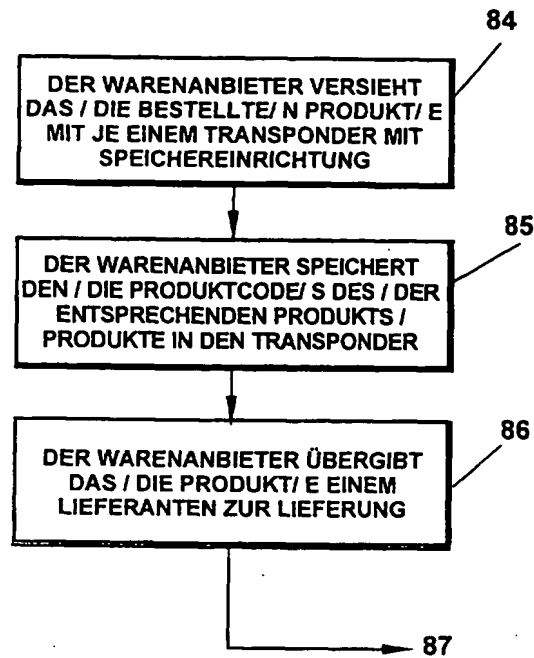 84
DER WARENANBIETER VERSIEHT
DAS / DIE BESTELLTE/ N PRODUKT/ E
MIT JE EINEM TRANSPONDER MIT
SPEICHEREINRICHTUNG
85
DER WARENANBIETER SPEICHERT
DEN / DIE PRODUKTCODE/ S DES / DER
ENTSPRECHENDEN PRODUKTS /
PRODUKTE IN DEN TRANSPONDER
86
DER WARENANBIETER ÜBERGIBT
DAS / DIE PRODUKT/ E EINEM
LIEFERANTEN ZUR LIEFERUNG
87